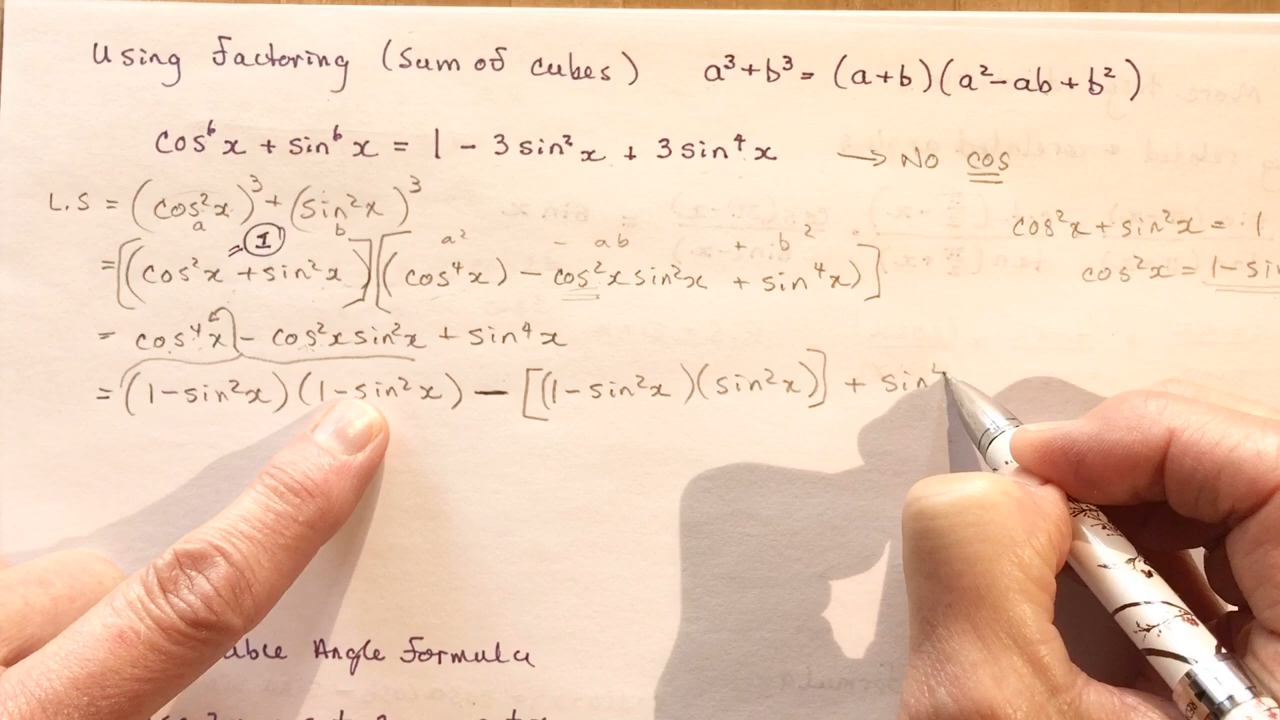 Using Factoring (Sum of cubes) a³+b³ = (a+b)(a²-ab+b²)
cos⁶x + sin⁶x = 1 - 3sin²x + 3sin⁴x → No cos
L.S = (cos²x)³ + (sin²x)³
a b
cos²x + sin²x = 1
= 1
a² - ab + b²
= [(cos²x + sin²x)][(cos⁴x) - cos²x sin²x + sin⁴x)]
cos²x = 1-sin
= cos⁴x - cos²x sin²x + sin⁴x
= (1-sin²x)(1-sin²x) - [(1-sin²x)(sin²x)] + sin⁴
Angle Formula